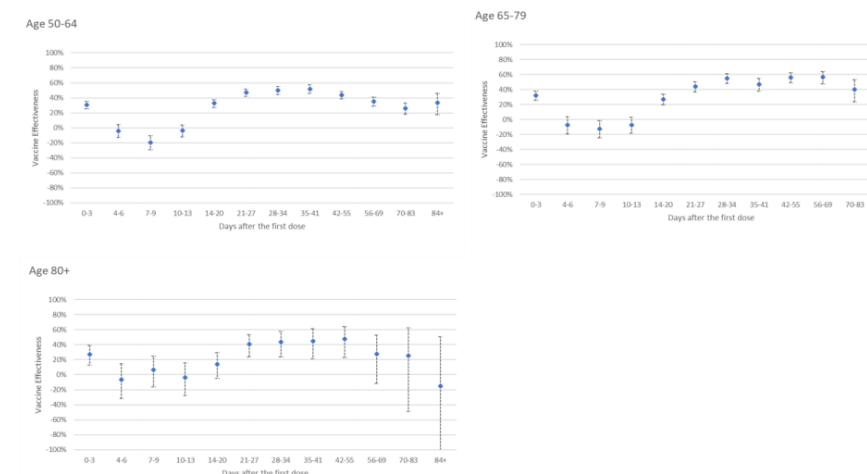 Age 50-64
100%
80%
60%
40%
20%
0%
-20%
-40%
-60%
-80%
-100%
Vaccine Effectiveness
0-3 4-6 7-9 10-13 14-20 21-27 28-34 35-41 42-55 56-69 70-83 84+
Days after the first dose
Age 65-79
100%
80%
60%
40%
20%
0%
-20%
-40%
-60%
-80%
-100%
Vaccine Effectiveness
0-3 4-6 7-9 10-13 14-20 21-27 28-34 35-41 42-55 56-69 70-83
Days after the first dose
Age 80+
100%
80%
60%
40%
20%
0%
-20%
-40%
-60%
-80%
-100%
Vaccine Effectiveness
0-3 4-6 7-9 10-13 14-20 21-27 28-34 35-41 42-55 56-69 70-83 84+
Days after the first dose